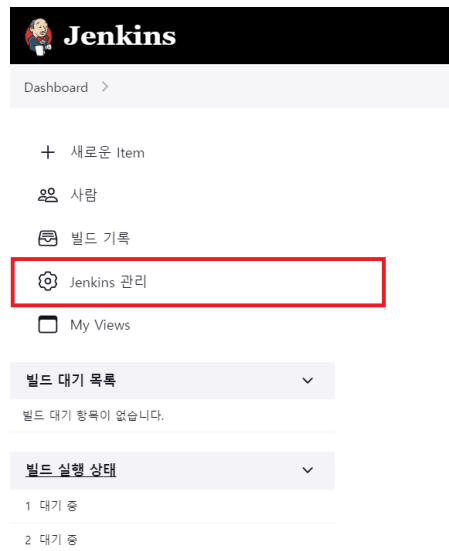 Jenkins
Dashboard >
+ 새로운 Item
사람
빌드 기록
Jenkins 관리
My Views
빌드 대기 목록
빌드 대기 항목이 없습니다.
빌드 실행 상태
1 대기 중
2 대기 중